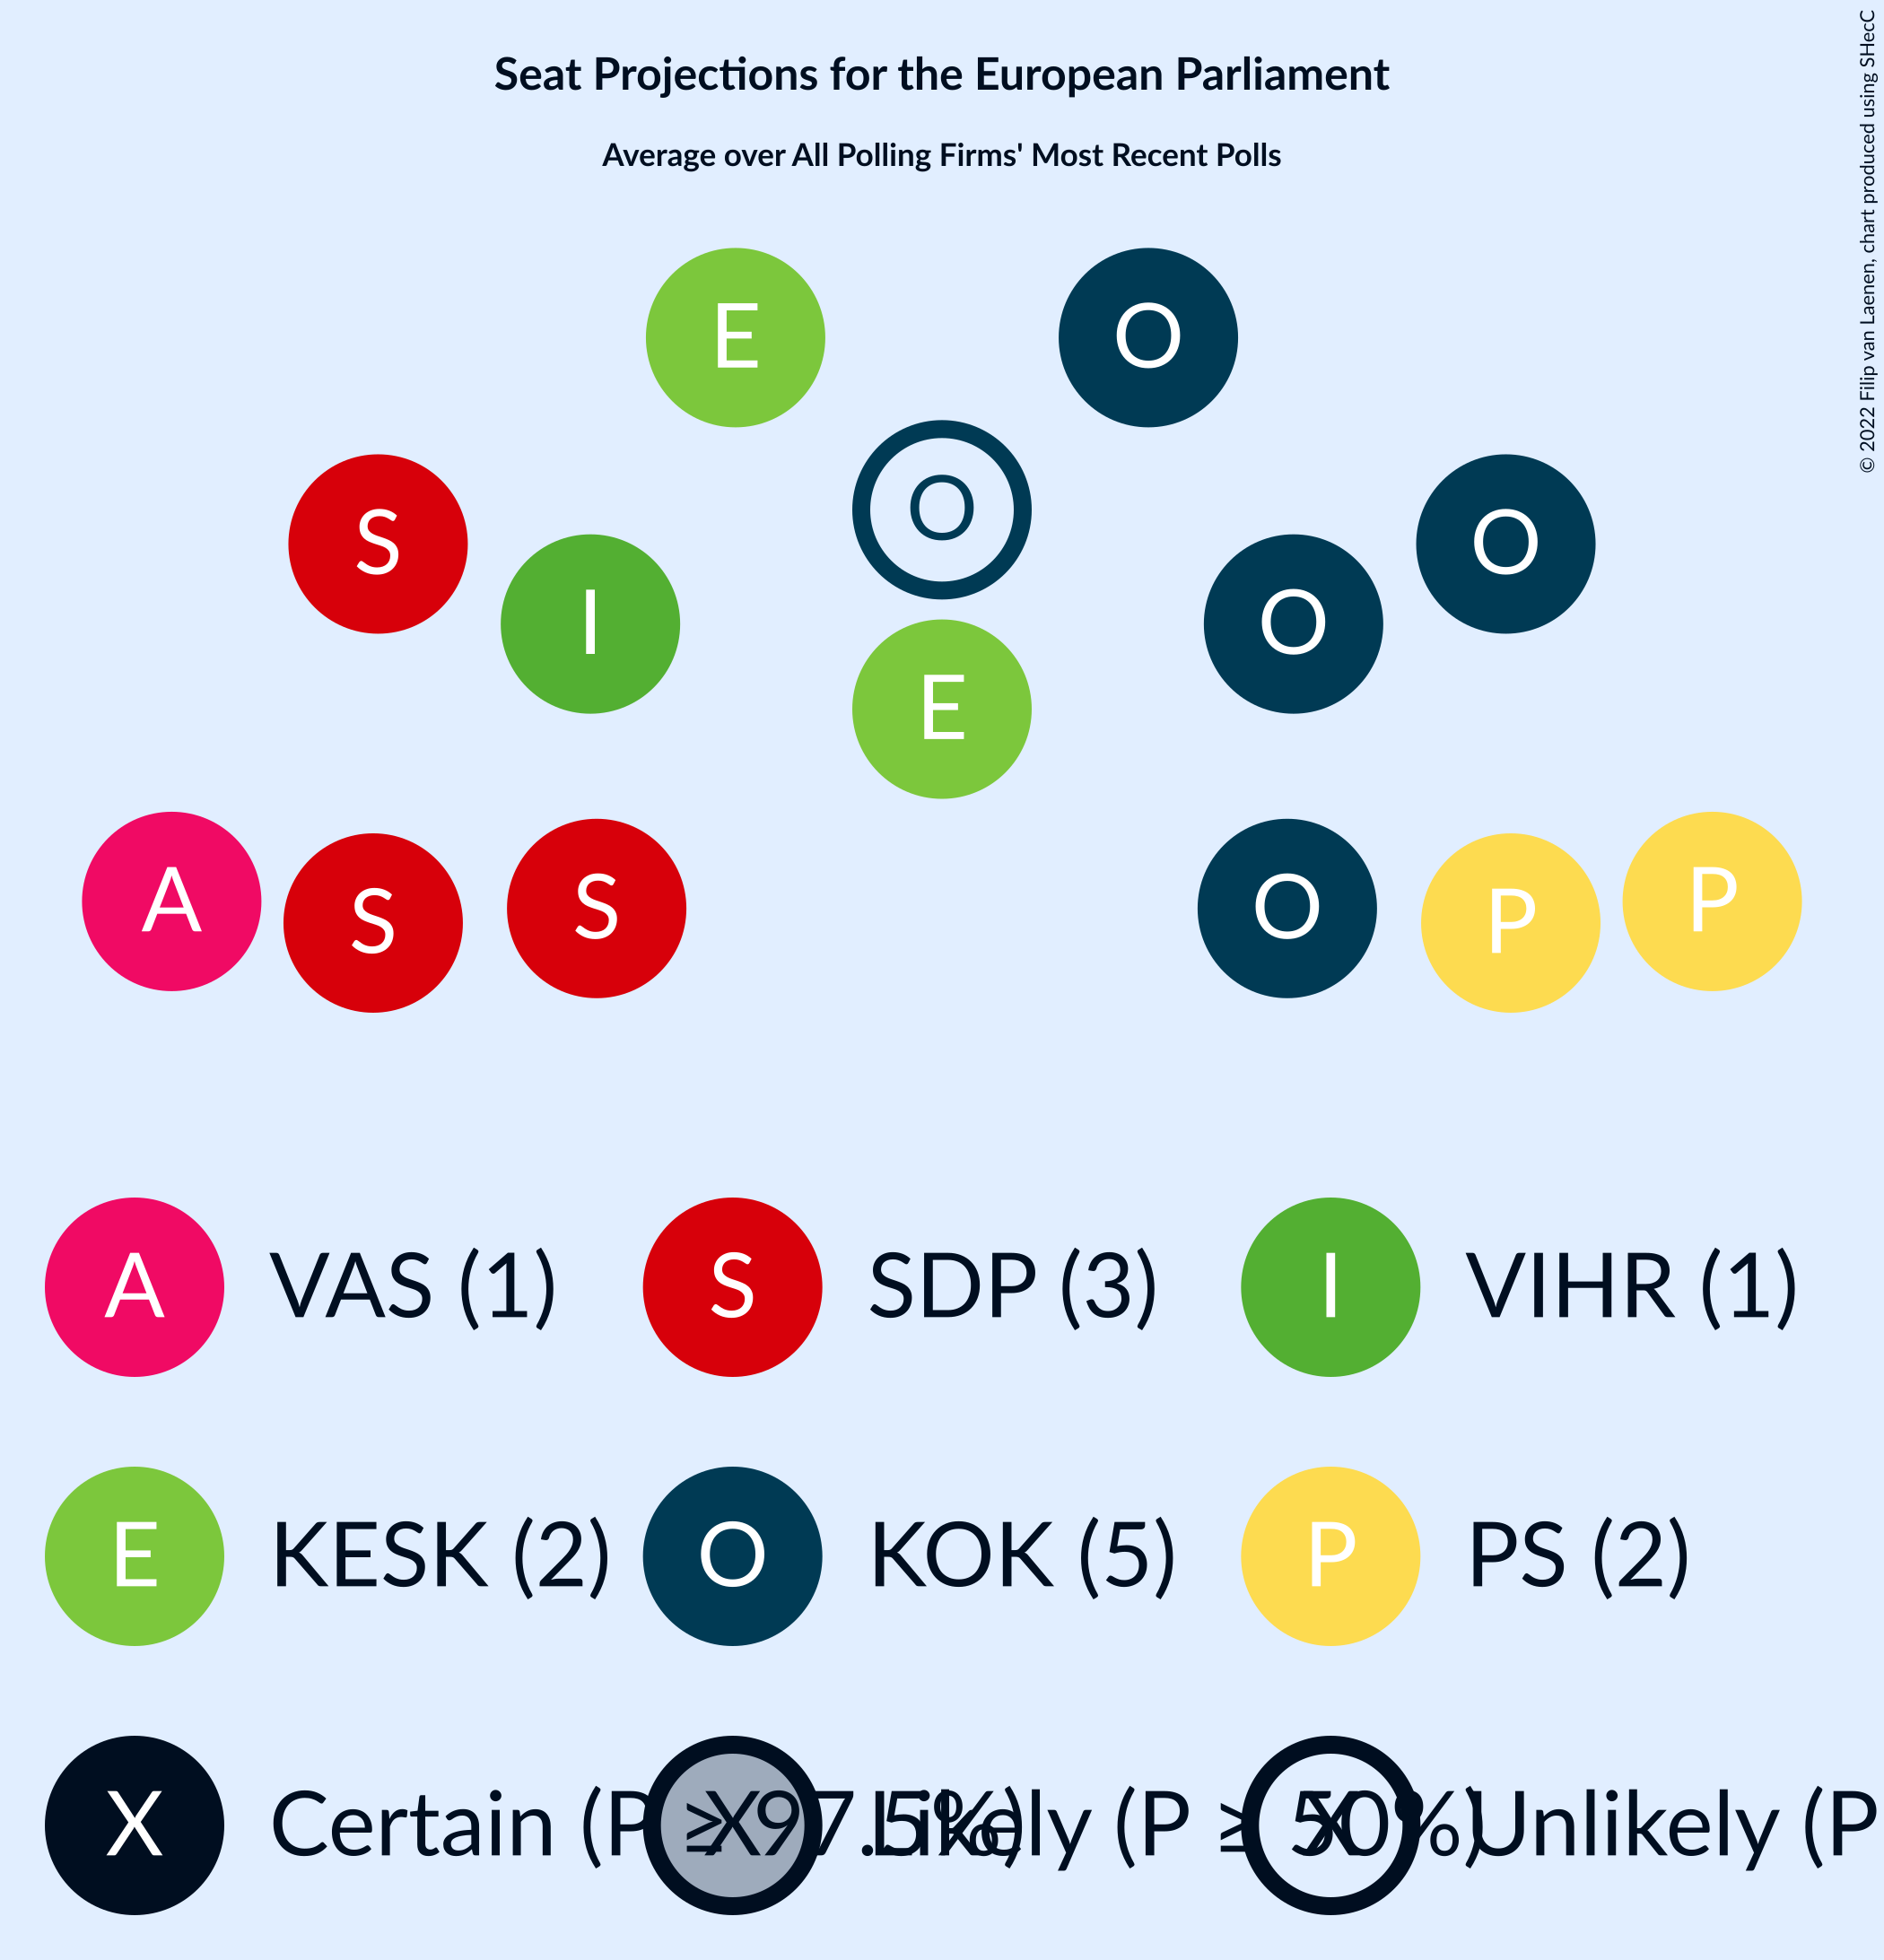 Seat Projections for the European Parliament
Average over All Polling Firms' Most Recent Polls
© 2022 Filip van Laenen, chart produced using SHecC
E O
O
S O
I O
E
A P
S S O P
A VAS (1) S SDP (3) I VIHR (1)
E KESK (2) O KOK (5) P PS (2)
X Certain (P ≥ 97.5%) X Likely (P ≥ 50%) X Unlikely (P